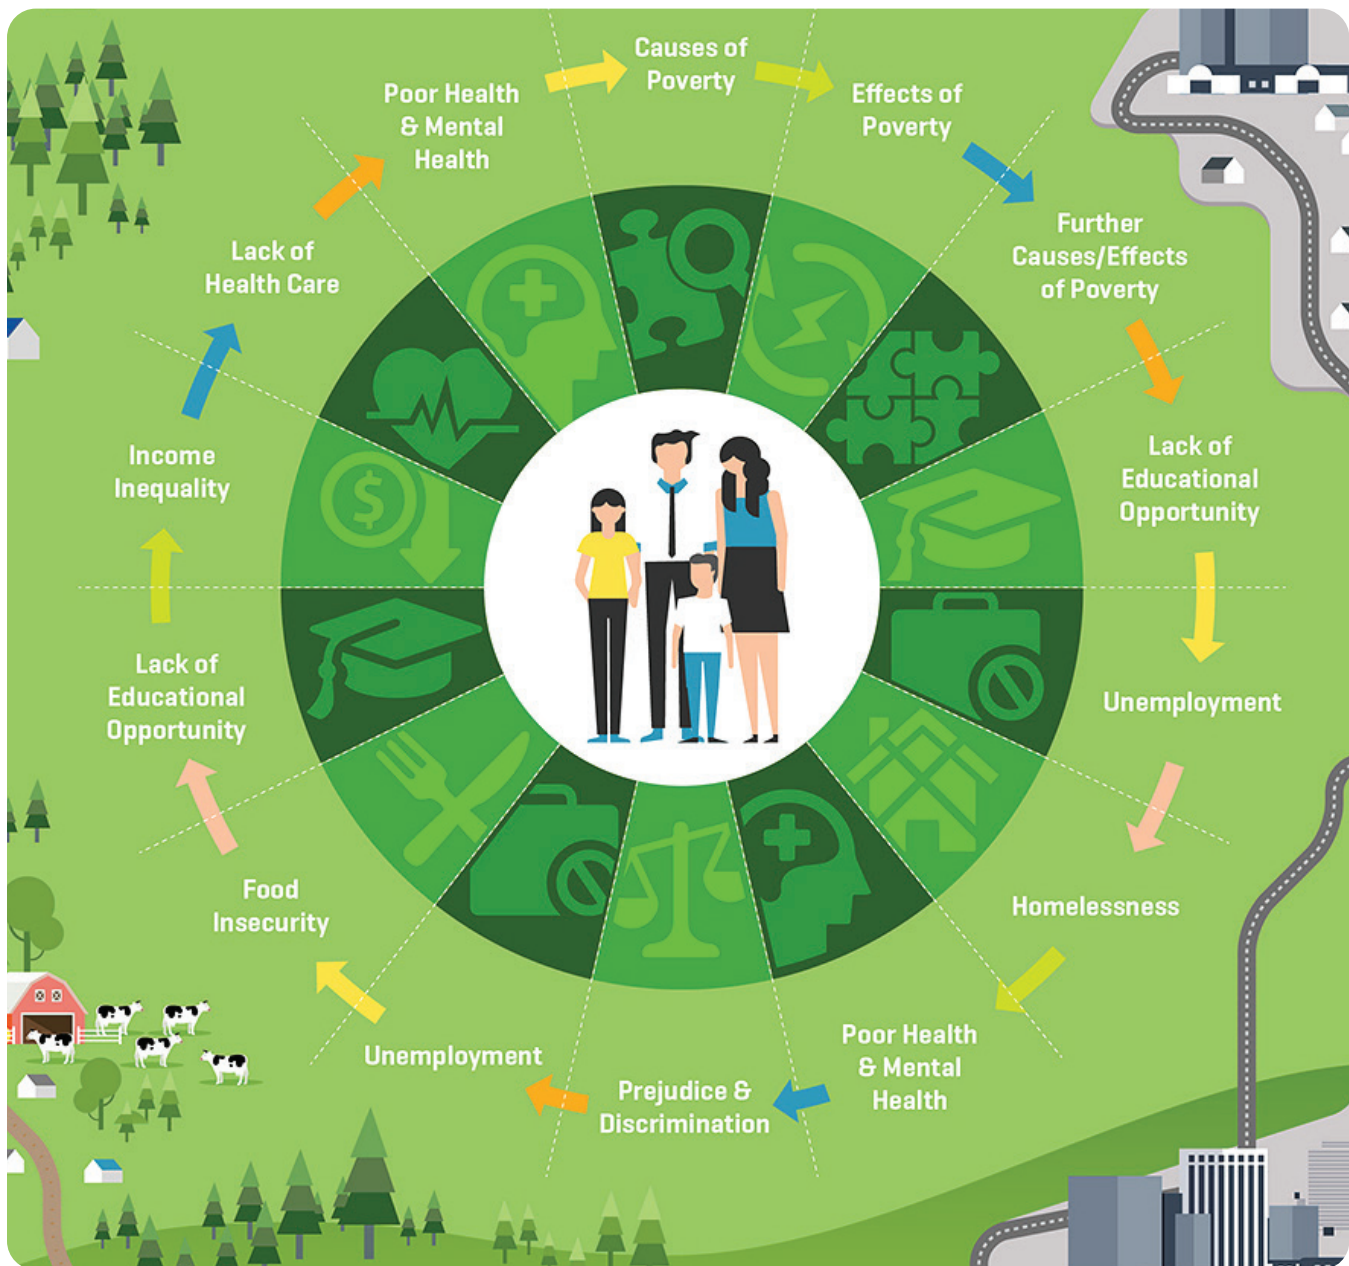 Causes of
Poverty
Effects of
Poverty
Further
Causes/Effects
of Poverty
Lack of
Educational
Opportunity
Unemployment
Homelessness
Poor Health
& Mental
Health
Prejudice &
Discrimination
Unemployment
Food
Insecurity
Lack of
Educational
Opportunity
Income
Inequality
Lack of
Health Care
Poor Health
& Mental
Health
$